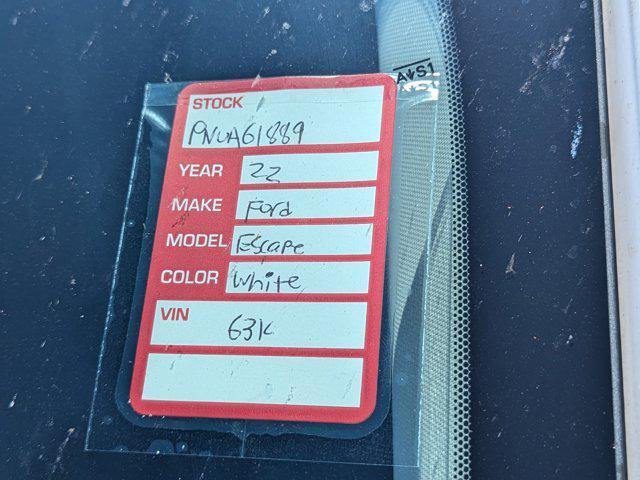 AS1
STOCK
PNUA61889
YEAR 22
MAKE Ford
MODEL Escape
COLOR White
VIN
63K